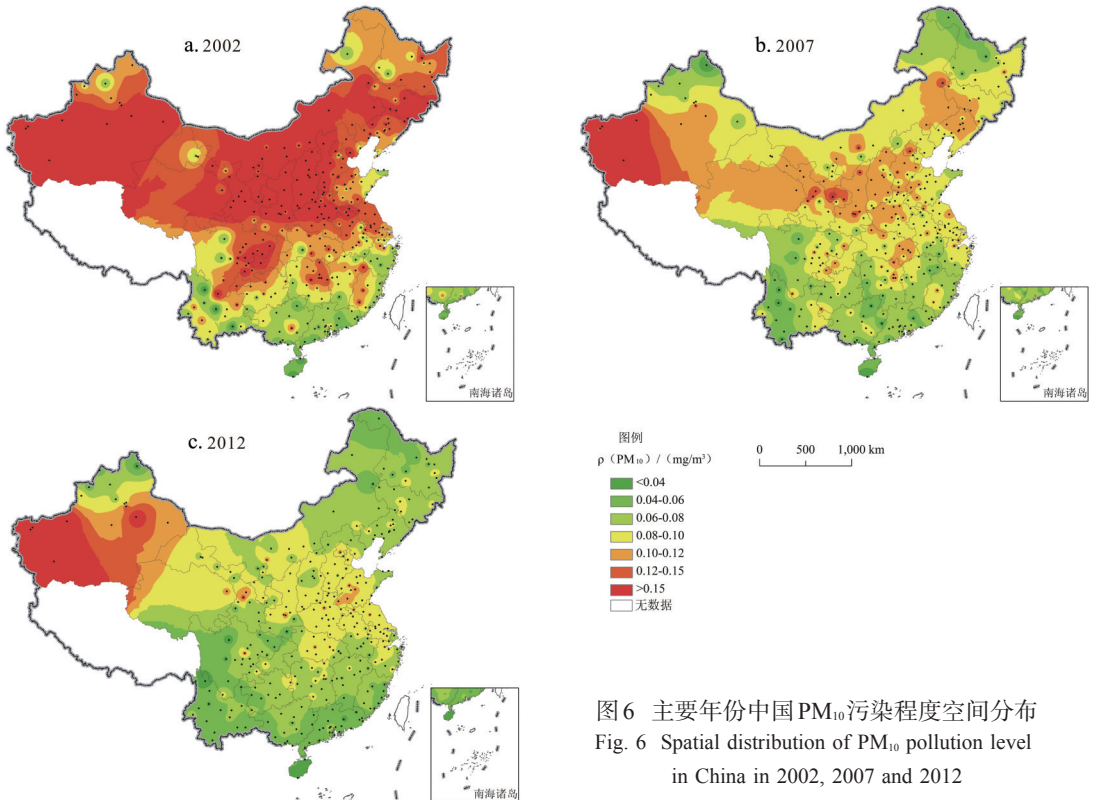 a. 2002
b. 2007
南海诸岛
南海诸岛
c. 2012
图例
ρ（PM₁₀）/（mg/m³）
<0.04
0.04-0.06
0.06-0.08
0.08-0.10
0.10-0.12
0.12-0.15
>0.15
无数据
0 500 1,000 km
南海诸岛
图6 主要年份中国PM₁₀污染程度空间分布
Fig. 6 Spatial distribution of PM₁₀ pollution level
in China in 2002, 2007 and 2012